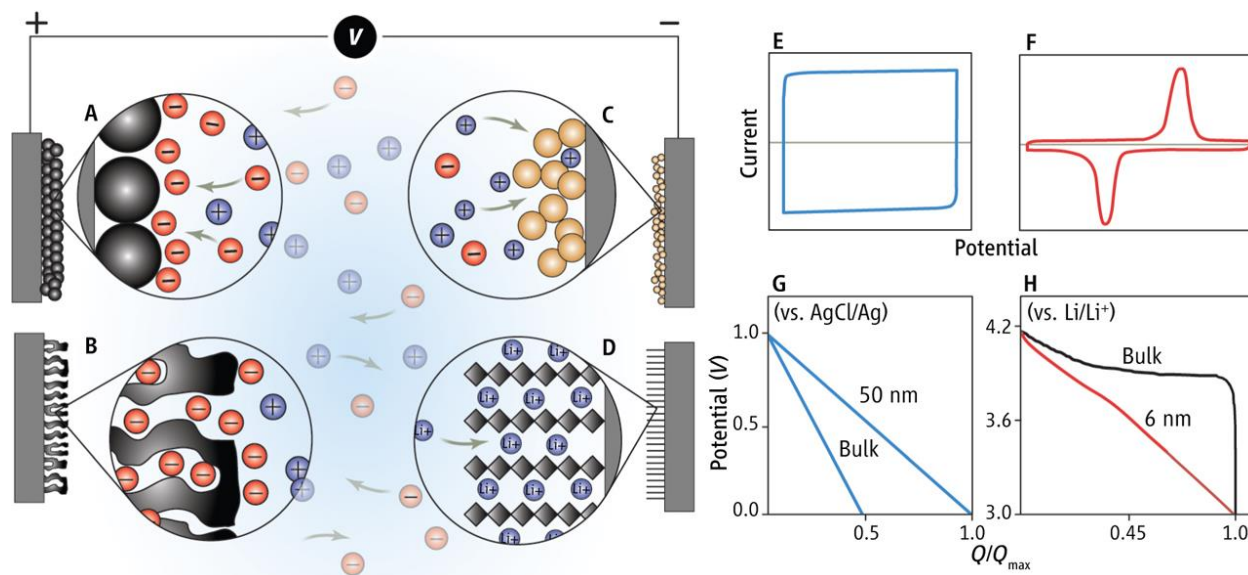 +
V
−
A
−
+
C
+
−
B
−
+
D
Li+
E
F
Current
Potential
G
H
(vs. AgCl/Ag)
(vs. Li/Li⁺)
1.0
0.5
0.0
Potential (V)
50 nm
Bulk
0.5
1.0
4.2
3.6
3.0
Bulk
6 nm
0.45
1.0
Q/Qmax